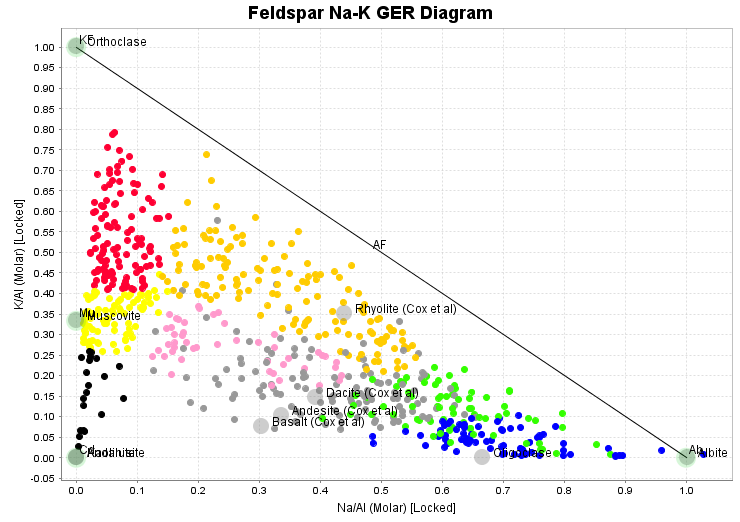 Feldspar Na-K GER Diagram
K/Al (Molar) [Locked]
1.00
0.95
0.90
0.85
0.80
0.75
0.70
0.65
0.60
0.55
0.50
0.45
0.40
0.35
0.30
0.25
0.20
0.15
0.10
0.05
0.00
-0.05
KF
Orthoclase
AF
Mu
Muscovite
Rhyolite (Cox et al)
Dacite (Cox et al)
Andesite (Cox et al)
Basalt (Cox et al)
Ab
Albite
0.0 0.1 0.2 0.3 0.4 0.5 0.6 0.7 0.8 0.9 1.0
Na/Al (Molar) [Locked]